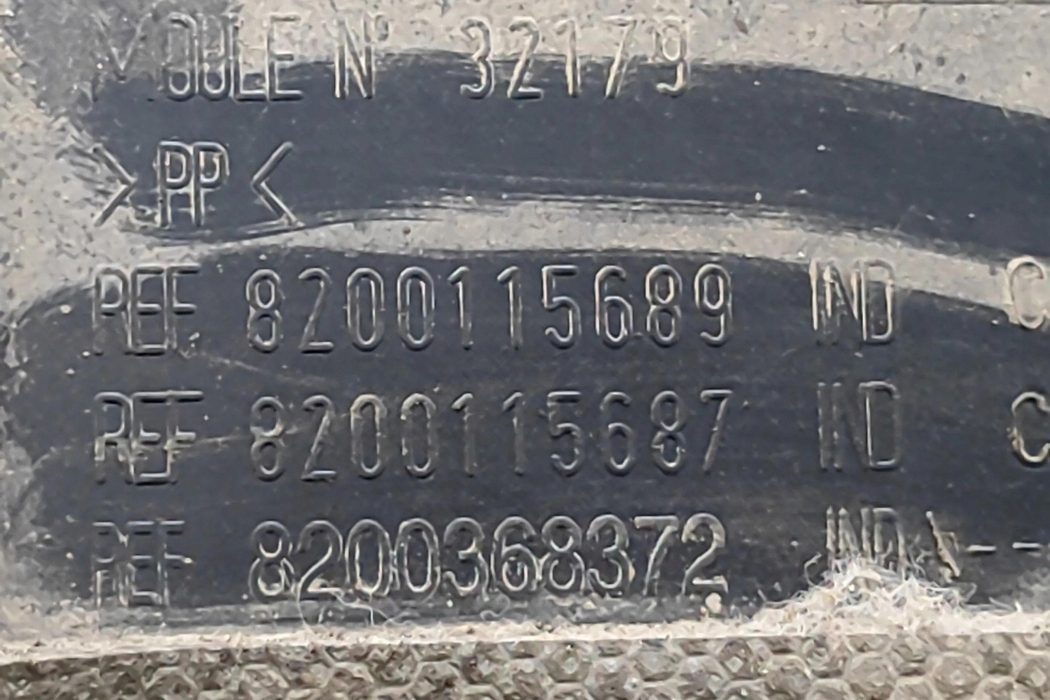 MOULE N° 32179
>PP<
REF 8200115689 IND C
REF 8200115687 IND C
REF 8200368372 IND A--